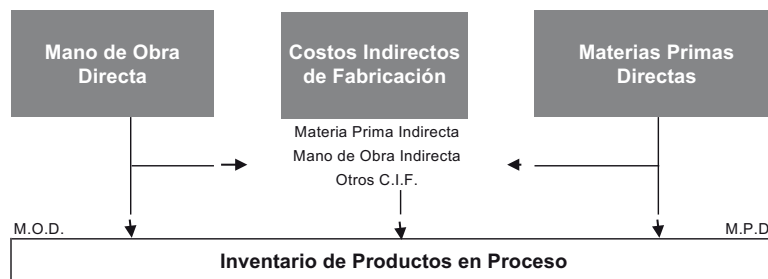 Mano de Obra
Directa
Costos Indirectos
de Fabricación
Materias Primas
Directas
Materia Prima Indirecta
Mano de Obra Indirecta
Otros C.I.F.
M.O.D.
M.P.D
Inventario de Productos en Proceso